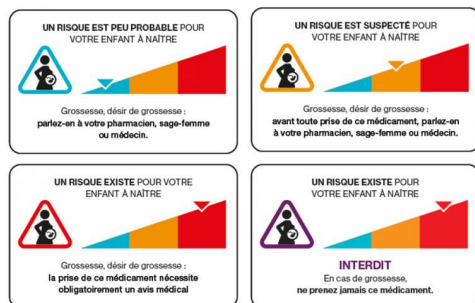 UN RISQUE EST PEU PROBABLE POUR
VOTRE ENFANT À NAÎTRE
Grossesse, désir de grossesse :
parlez-en à votre pharmacien, sage-femme
ou médecin.
UN RISQUE EST SUSPECTÉ POUR
VOTRE ENFANT À NAÎTRE
Grossesse, désir de grossesse :
avant toute prise de ce médicament, parlez-en
à votre pharmacien, sage-femme ou médecin.
UN RISQUE EXISTE POUR VOTRE
ENFANT À NAÎTRE
Grossesse, désir de grossesse :
la prise de ce médicament nécessite
obligatoirement un avis médical
UN RISQUE EXISTE POUR
VOTRE ENFANT À NAÎTRE
INTERDIT
En cas de grossesse,
ne prenez jamais ce médicament.